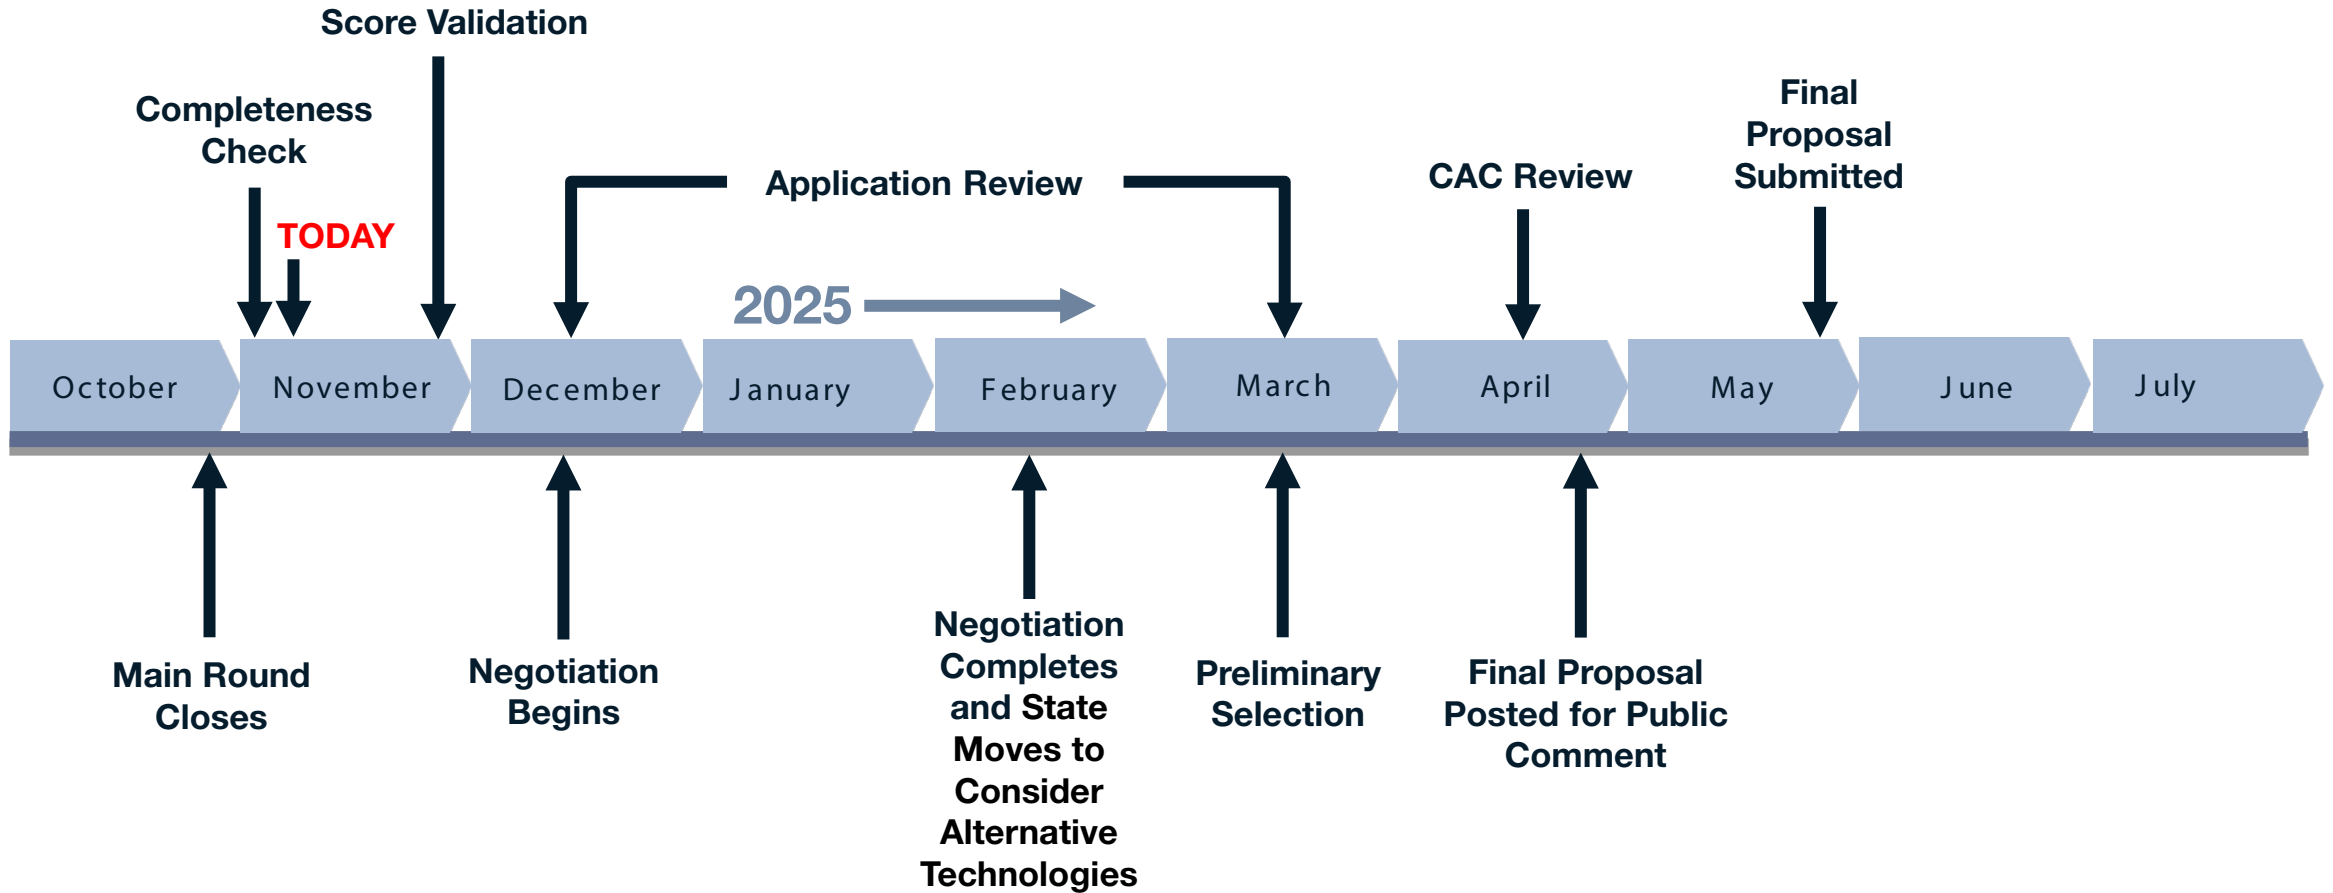 Score Validation
Completeness
Check
TODAY
Application Review
CAC Review
Final
Proposal
Submitted
2025
October
November
December
January
February
March
April
May
June
July
Main Round
Closes
Negotiation
Begins
Negotiation
Completes
and State
Moves to
Consider
Alternative
Technologies
Preliminary
Selection
Final Proposal
Posted for Public
Comment